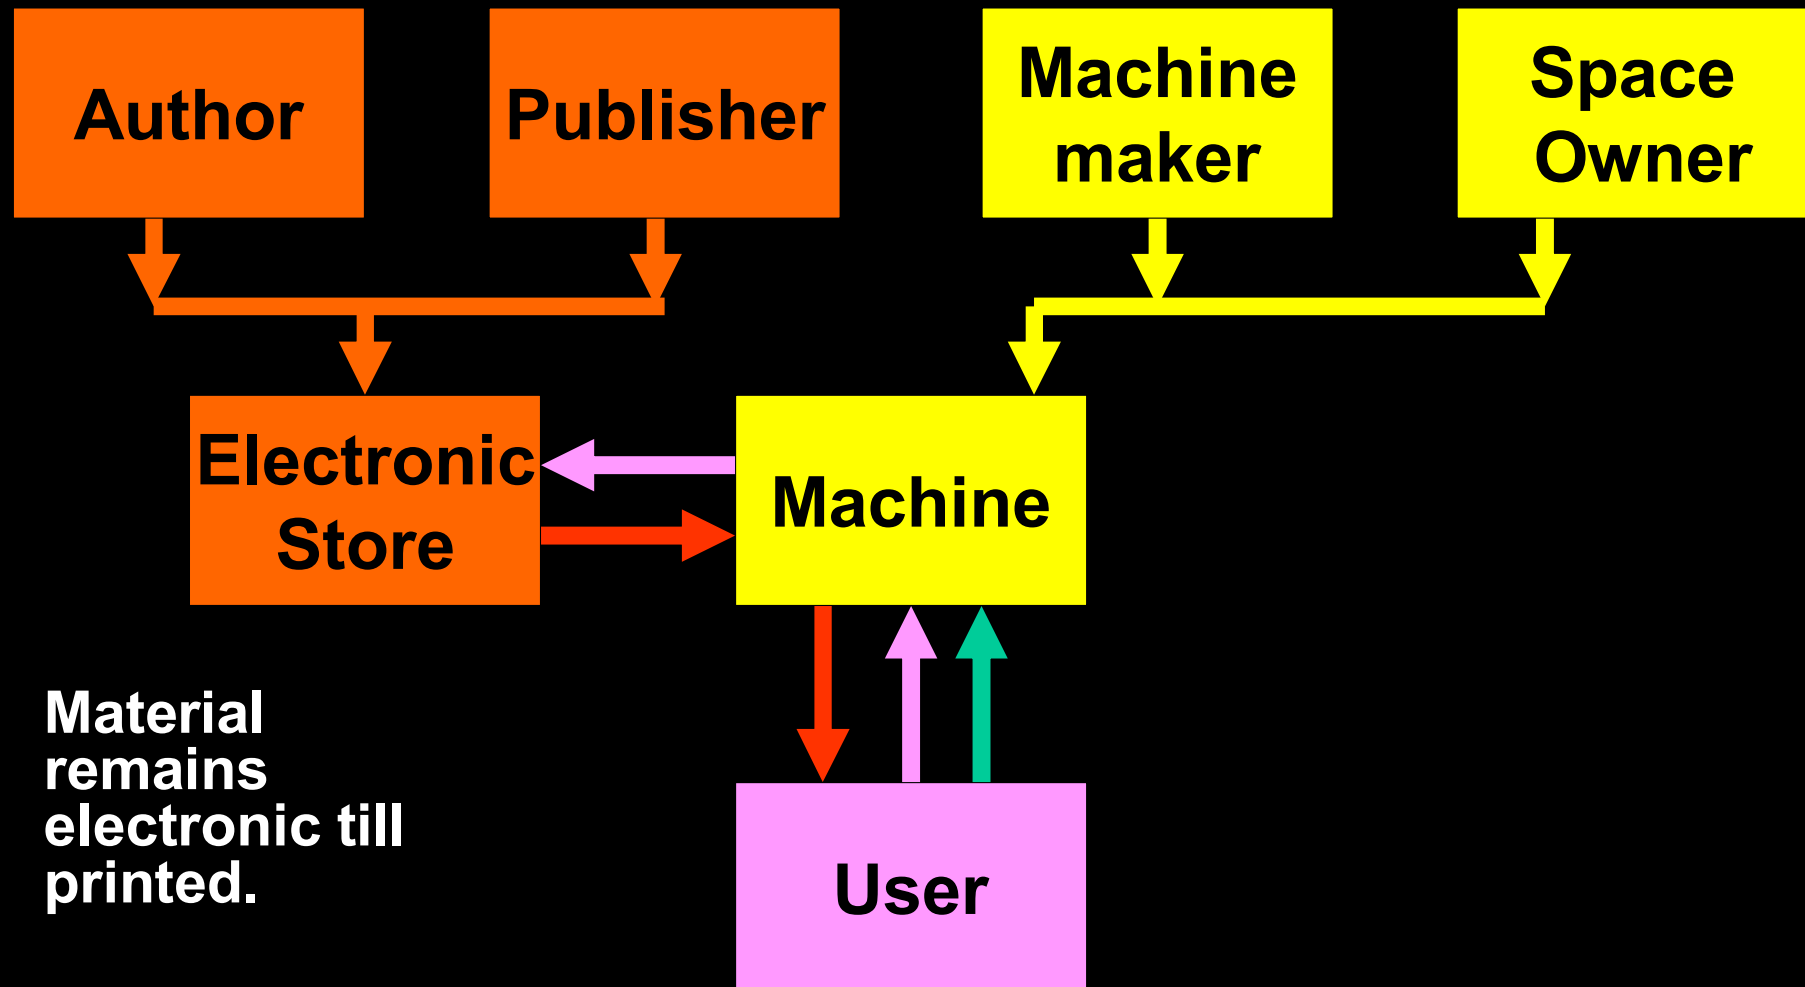 Author
Publisher
Machine
maker
Space
Owner
Electronic
Store
Machine
Material
remains
electronic till
printed.
User